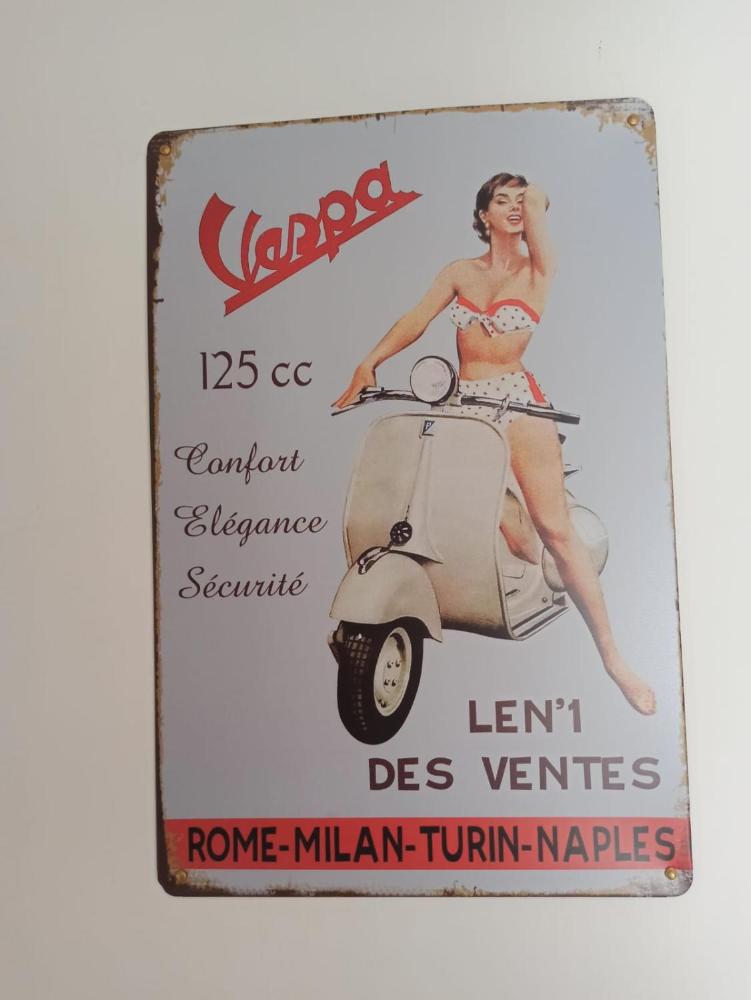 Vespa
125 cc
Confort
Elégance
Sécurité
LEN'1
DES VENTES
ROME-MILAN-TURIN-NAPLES